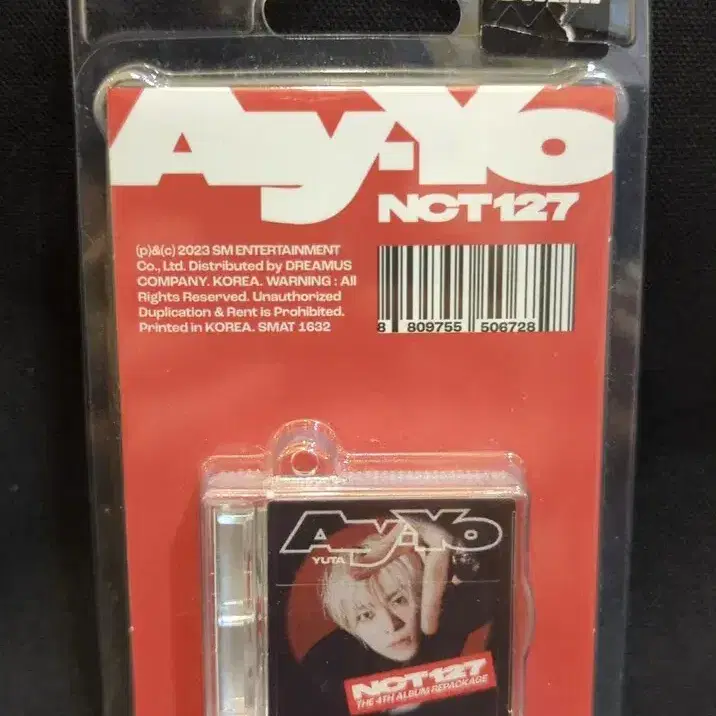 Ay-Yo
NCT127
(p)&(c) 2023 SM ENTERTAINMENT
Co., Ltd. Distributed by DREAMUS
COMPANY. KOREA. WARNING : All
Rights Reserved. Unauthorized
Duplication & Rent is Prohibited.
Printed in KOREA. SMAT 1632
8 809755 506728
Ay-Yo
YUTA
NCT127
THE 4TH ALBUM REPACKAGE